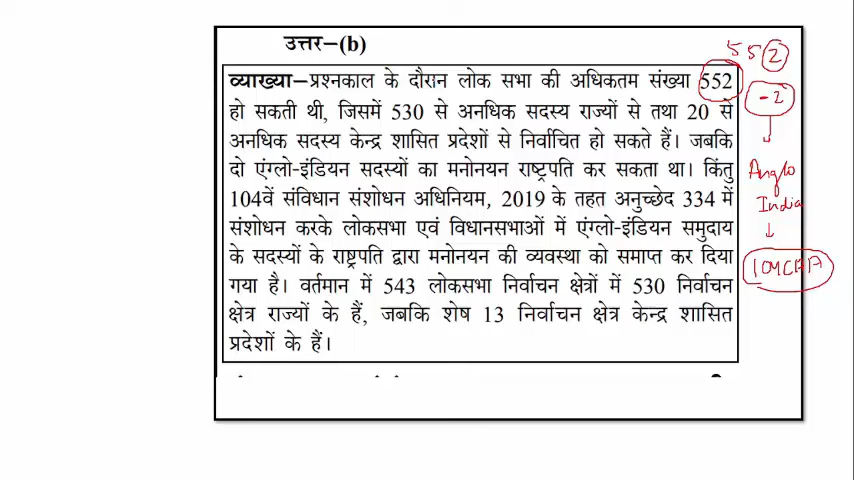 उत्तर–(b)
552
व्याख्या–प्रश्नकाल के दौरान लोक सभा की अधिकतम संख्या 552
-2
हो सकती थी, जिसमें 530 से अनधिक सदस्य राज्यों से तथा 20 से
अनधिक सदस्य केन्द्र शासित प्रदेशों से निर्वाचित हो सकते हैं। जबकि
दो एंग्लो-इंडियन सदस्यों का मनोनयन राष्ट्रपति कर सकता था। किंतु
Anglo
104वें संविधान संशोधन अधिनियम, 2019 के तहत अनुच्छेद 334 में
India
संशोधन करके लोकसभा एवं विधानसभाओं में एंग्लो-इंडियन समुदाय
के सदस्यों के राष्ट्रपति द्वारा मनोनयन की व्यवस्था को समाप्त कर दिया
104CAA
गया है। वर्तमान में 543 लोकसभा निर्वाचन क्षेत्रों में 530 निर्वाचन
क्षेत्र राज्यों के हैं, जबकि शेष 13 निर्वाचन क्षेत्र केन्द्र शासित
प्रदेशों के हैं।